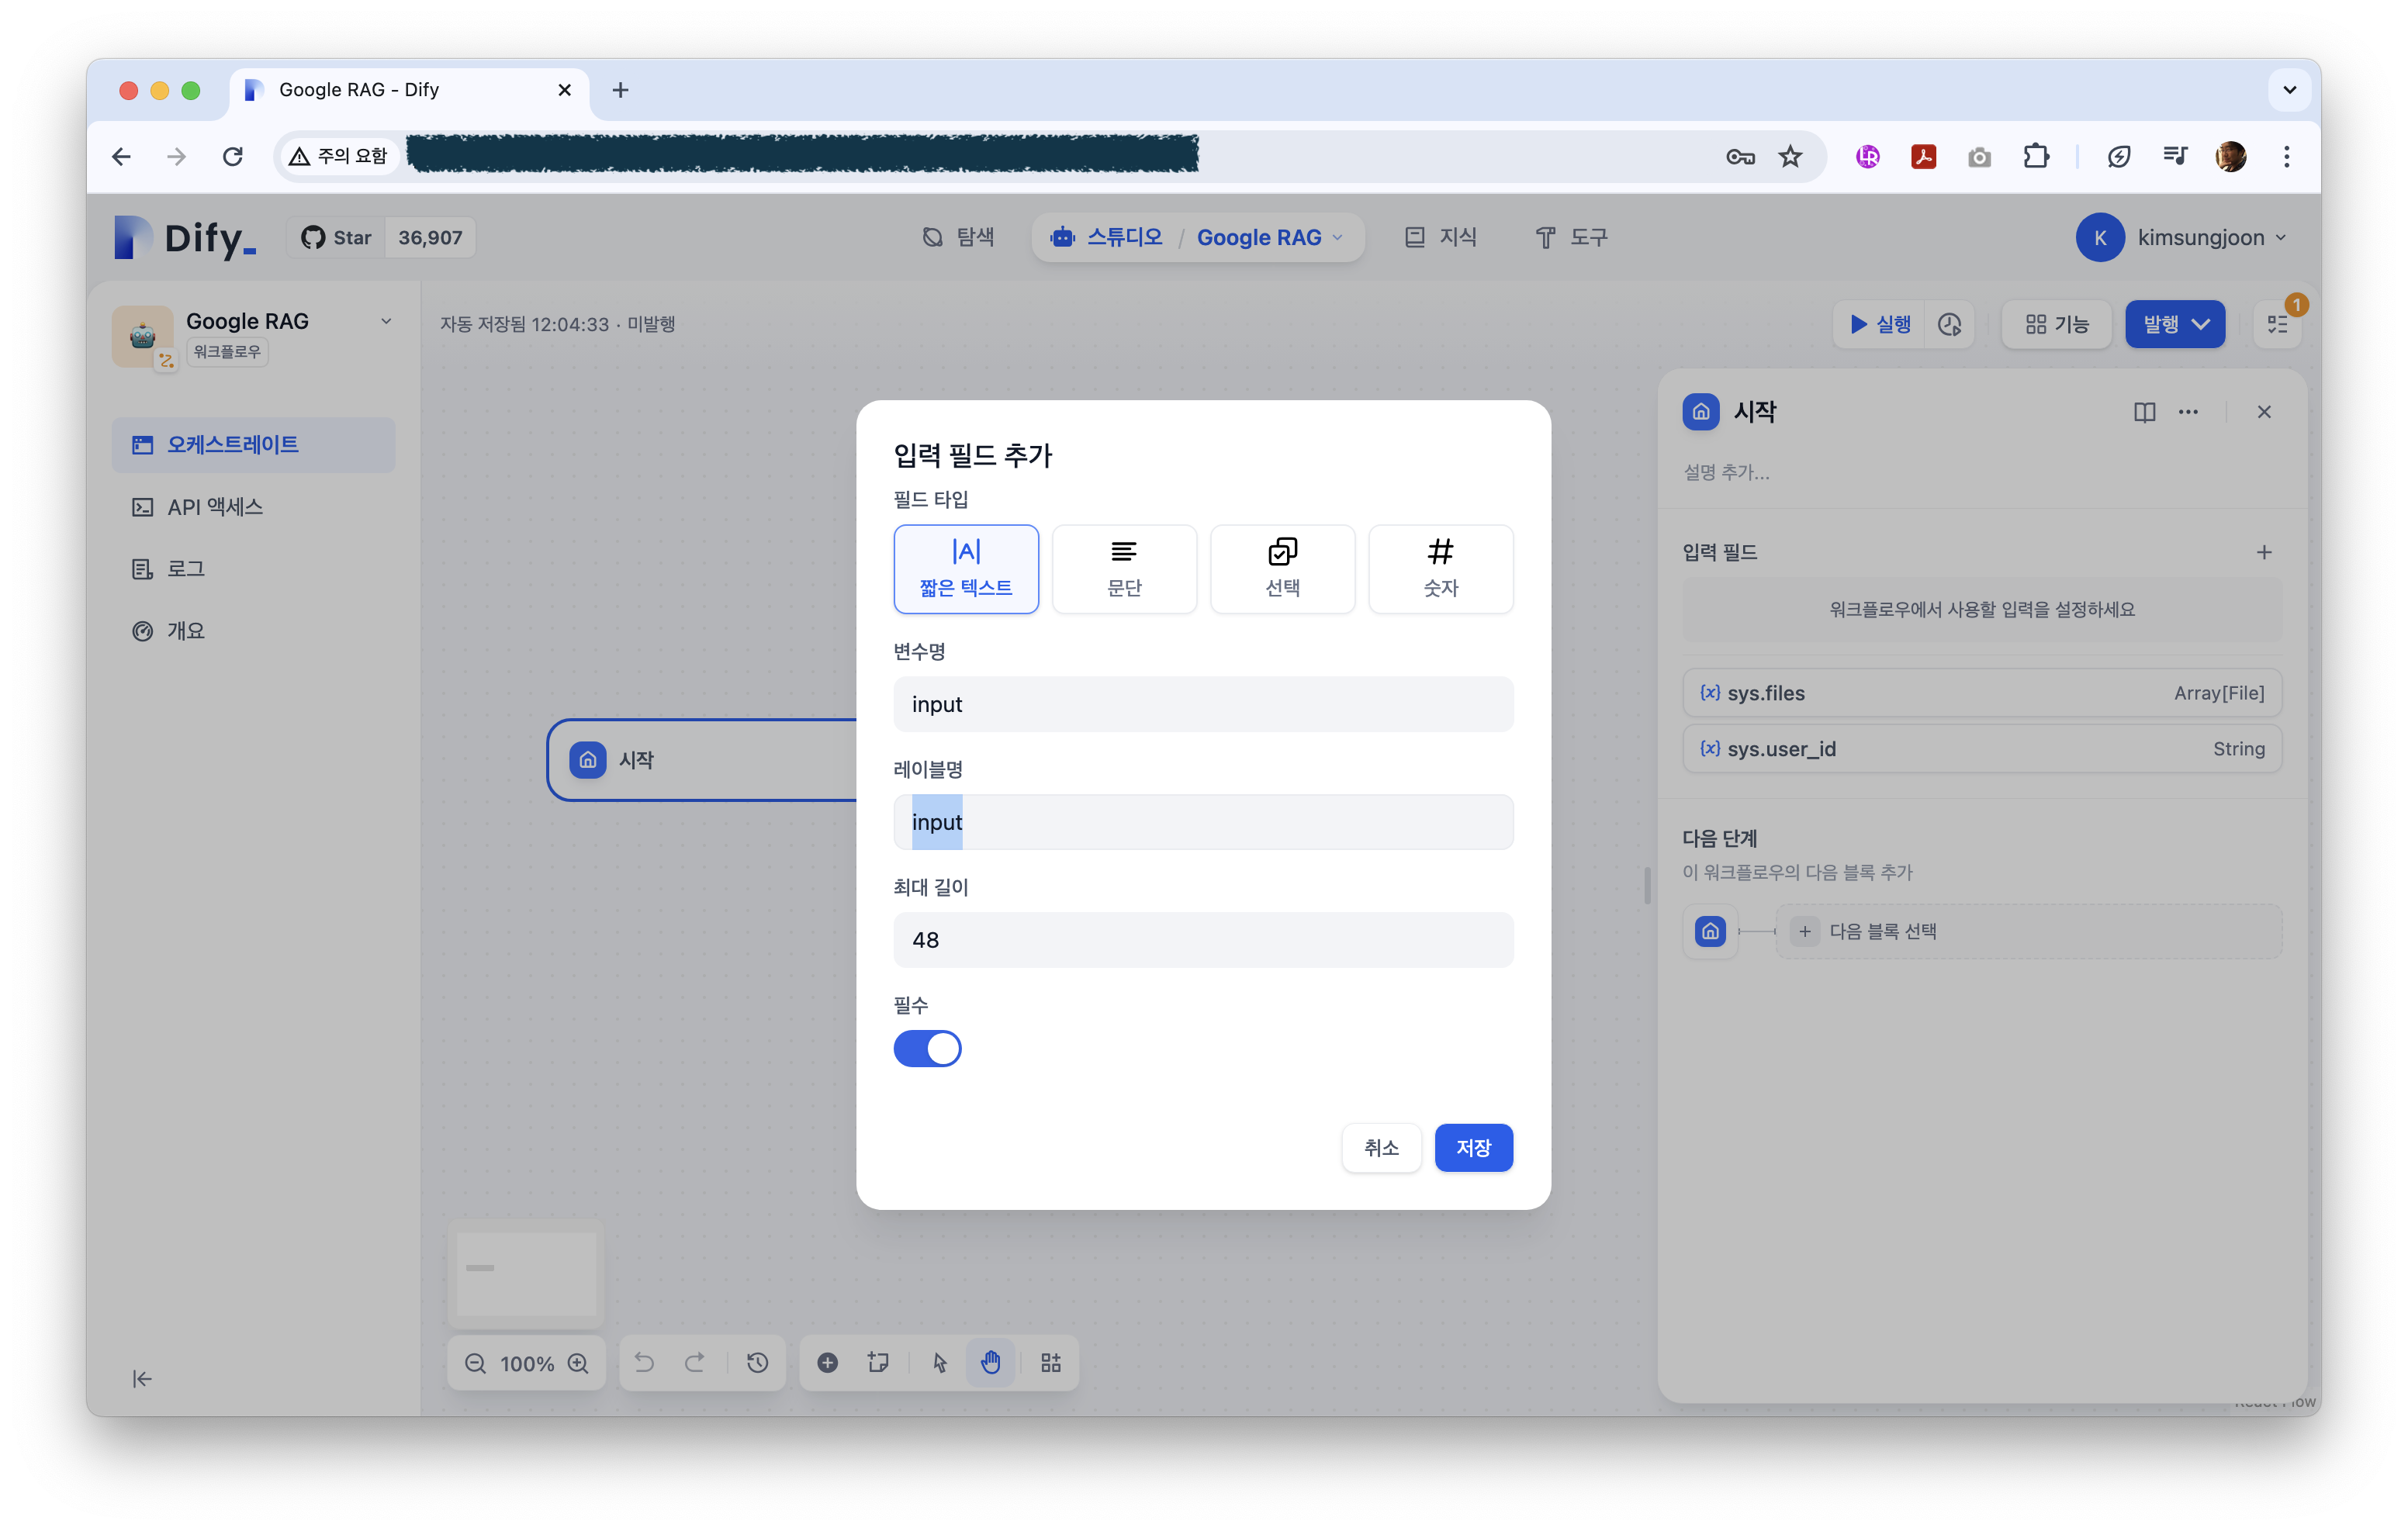 Google RAG - Dify
주의 요함
Dify_
Star
36,907
탐색
스튜디오 / Google RAG
지식
도구
K
kimsungjoon
Google RAG
워크플로우
자동 저장됨 12:04:33 · 미발행
실행
기능
발행
1
오케스트레이트
API 액세스
로그
개요
시작
입력 필드 추가
필드 타입
짧은 텍스트
문단
선택
숫자
변수명
input
레이블명
input
최대 길이
48
필수
취소
저장
시작
설명 추가...
입력 필드
워크플로우에서 사용할 입력을 설정하세요
{x} sys.files
Array[File]
{x} sys.user_id
String
다음 단계
이 워크플로우의 다음 블록 추가
다음 블록 선택
100%
React Flow